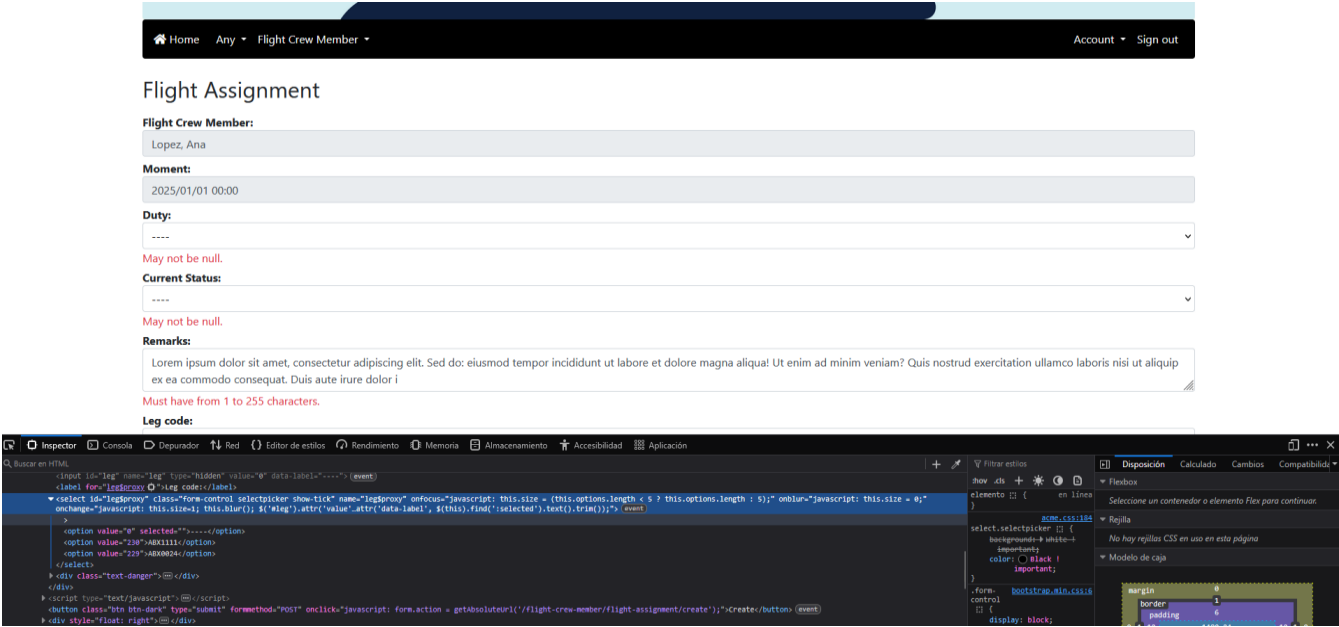 Home Any Flight Crew Member Account Sign out
Flight Assignment
Flight Crew Member:
Lopez, Ana
Moment:
2025/01/01 00:00
Duty:
----
May not be null.
Current Status:
----
May not be null.
Remarks:
Lorem ipsum dolor sit amet, consectetur adipiscing elit. Sed do: eiusmod tempor incididunt ut labore et dolore magna aliqua! Ut enim ad minim veniam? Quis nostrud exercitation ullamco laboris nisi ut aliquip
ex ea commodo consequat. Duis aute irure dolor i
Must have from 1 to 255 characters.
Leg code:
Inspector Consola Depurador Red Editor de estilos Rendimiento Memoria Almacenamiento Accesibilidad Aplicación
Buscar en HTML
<input id="leg" name="leg" type="hidden" value="0" data-label="----"> event
<label for="leg$proxy">Leg code:</label>
<select id="leg$proxy" class="form-control selectpicker show-tick" name="leg$proxy" onfocus="javascript: this.size = (this.options.length < 5 ? this.options.length : 5);" onblur="javascript: this.size = 0;"
onchange="javascript: this.size=1; this.blur(); $('#leg').attr('value'…attr('data-label', $(this).find(':selected').text().trim());"> event
>
<option value="0" selected="">----</option>
<option value="230">ABX1111</option>
<option value="229">ABX0024</option>
</select>
<div class="text-danger"></div>
</div>
<script type="text/javascript"></script>
<button class="btn btn-dark" type="submit" formmethod="POST" onclick="javascript: form.action = getAbsoluteUrl('/flight-crew-member/flight-assignment/create');">Create</button> event
<div style="float: right"></div>
Filtrar estilos
:hov .cls
elemento { en línea
}
acme.css:184
select.selectpicker {
background: white !
important;
color: Black !
important;
}
.form- bootstrap.min.css:6
control
{
display: block;
Disposición Calculado Cambios Compatibilida
Flexbox
Seleccione un contenedor o elemento Flex para continuar.
Rejilla
No hay rejillas CSS en uso en esta página
Modelo de caja
margin 0
border 1
padding 6